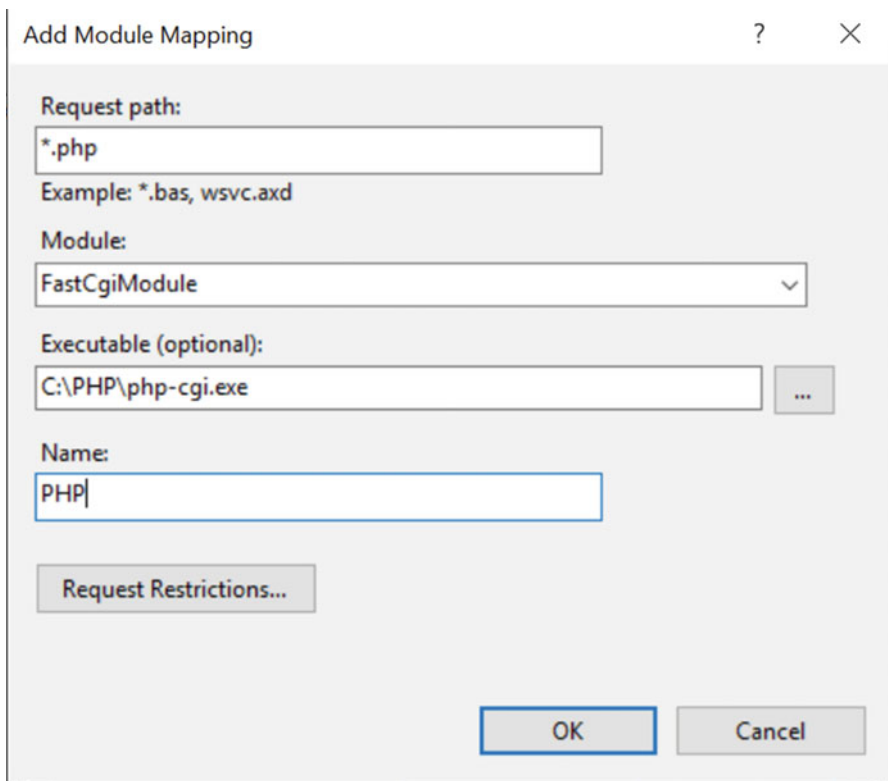 Add Module Mapping
?
Request path:
*.php
Example: *.bas, wsvc.axd
Module:
FastCgiModule
Executable (optional):
C:\PHP\php-cgi.exe
...
Name:
PHP
Request Restrictions...
OK
Cancel